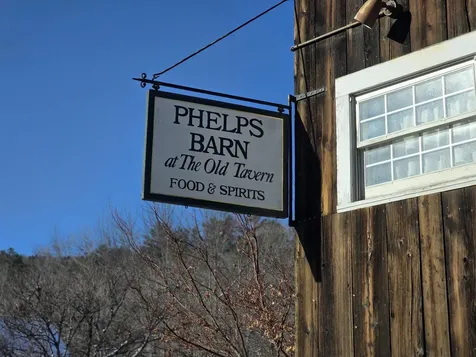 PHELPS
BARN
at The Old Tavern
FOOD & SPIRITS